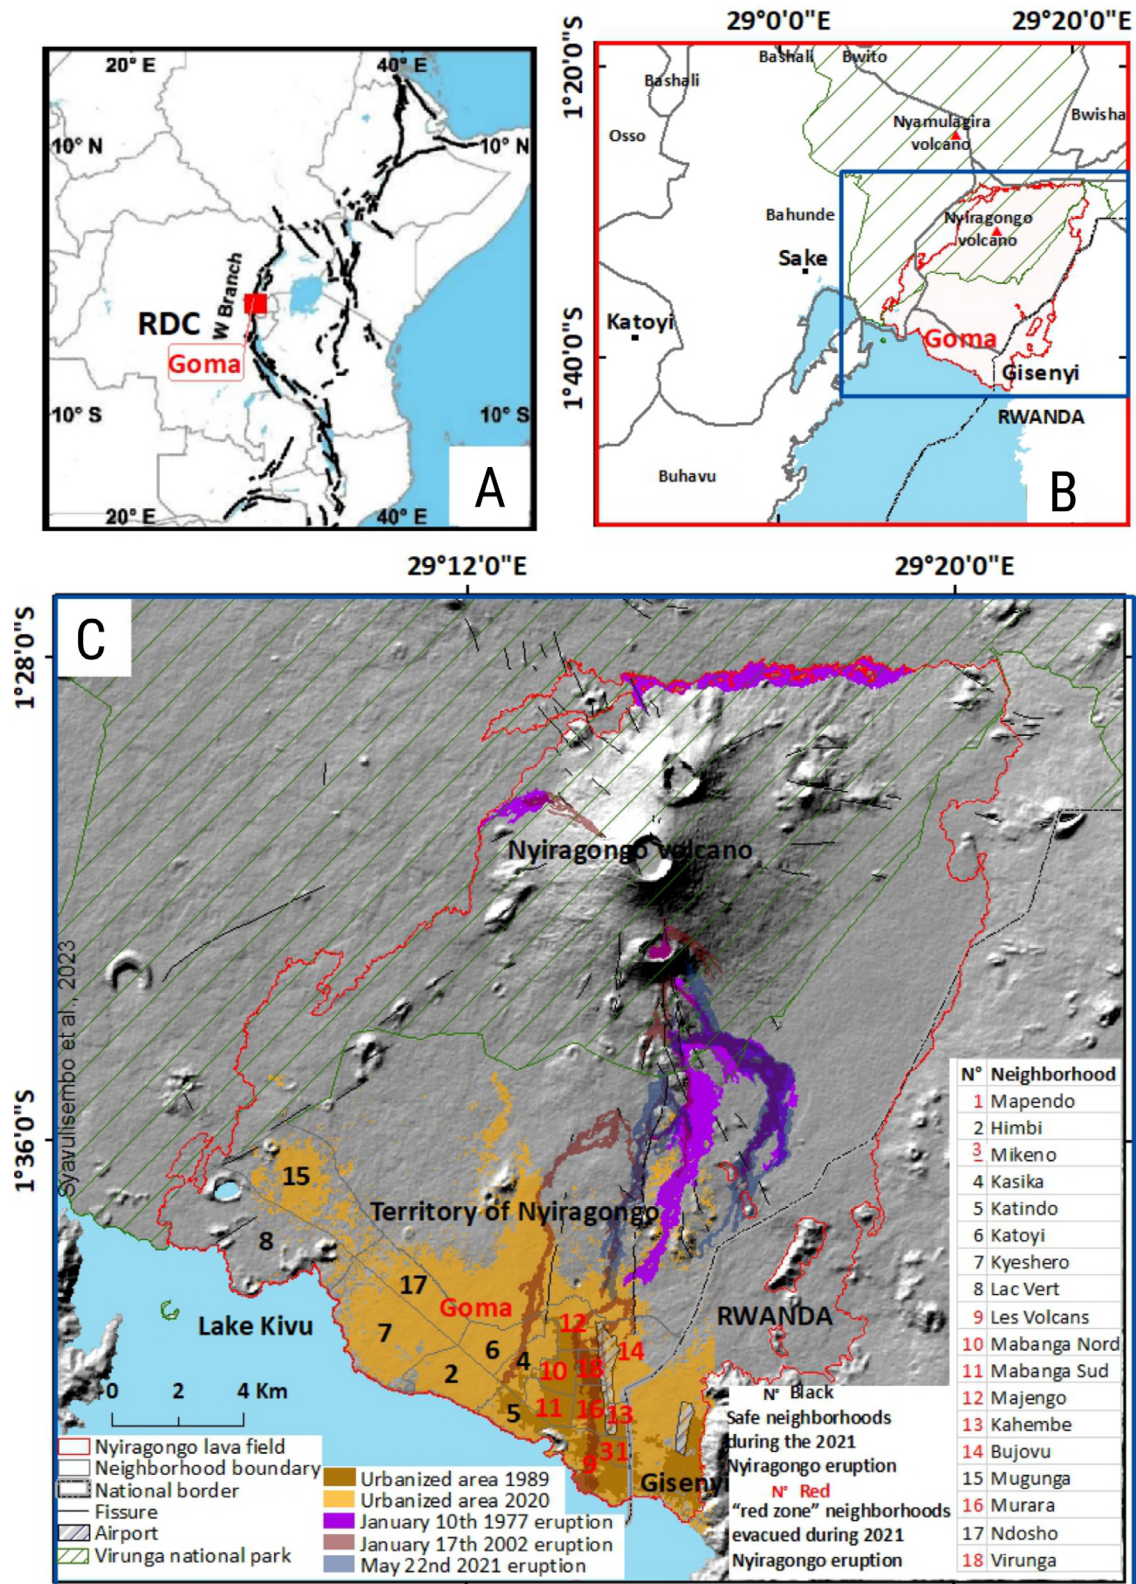 20° E
40° E
10° N
10° N
W Branch
RDC
Goma
10° S
10° S
20° E
40° E
A
29°0'0"E
29°20'0"E
1°20'0"S
1°40'0"S
Bashali
Bwito
Bashali
Osso
Nyamulagira
volcano
Bwisha
Bahunde
Nyiragongo
volcano
Sake
Katoyi
Goma
Gisenyi
RWANDA
Buhavu
B
29°12'0"E
29°20'0"E
1°28'0"S
1°36'0"S
C
Nyiragongo volcano
Syavulisembo et al., 2023
15
Territory of Nyiragongo
8
17
Goma
Lake Kivu
7
6
2
4
5
12
14
10
18
11
16
13
31
9
RWANDA
Gisenyi
0 2 4 Km
Nyiragongo lava field
Neighborhood boundary
National border
Fissure
Airport
Virunga national park
Urbanized area 1989
Urbanized area 2020
January 10th 1977 eruption
January 17th 2002 eruption
May 22nd 2021 eruption
N° Black
Safe neighborhoods
during the 2021
Nyiragongo eruption
N° Red
“red zone” neighborhoods
evacued during 2021
Nyiragongo eruption
N° Neighborhood
1 Mapendo
2 Himbi
3 Mikeno
4 Kasika
5 Katindo
6 Katoyi
7 Kyeshero
8 Lac Vert
9 Les Volcans
10 Mabanga Nord
11 Mabanga Sud
12 Majengo
13 Kahembe
14 Bujovu
15 Mugunga
16 Murara
17 Ndosho
18 Virunga